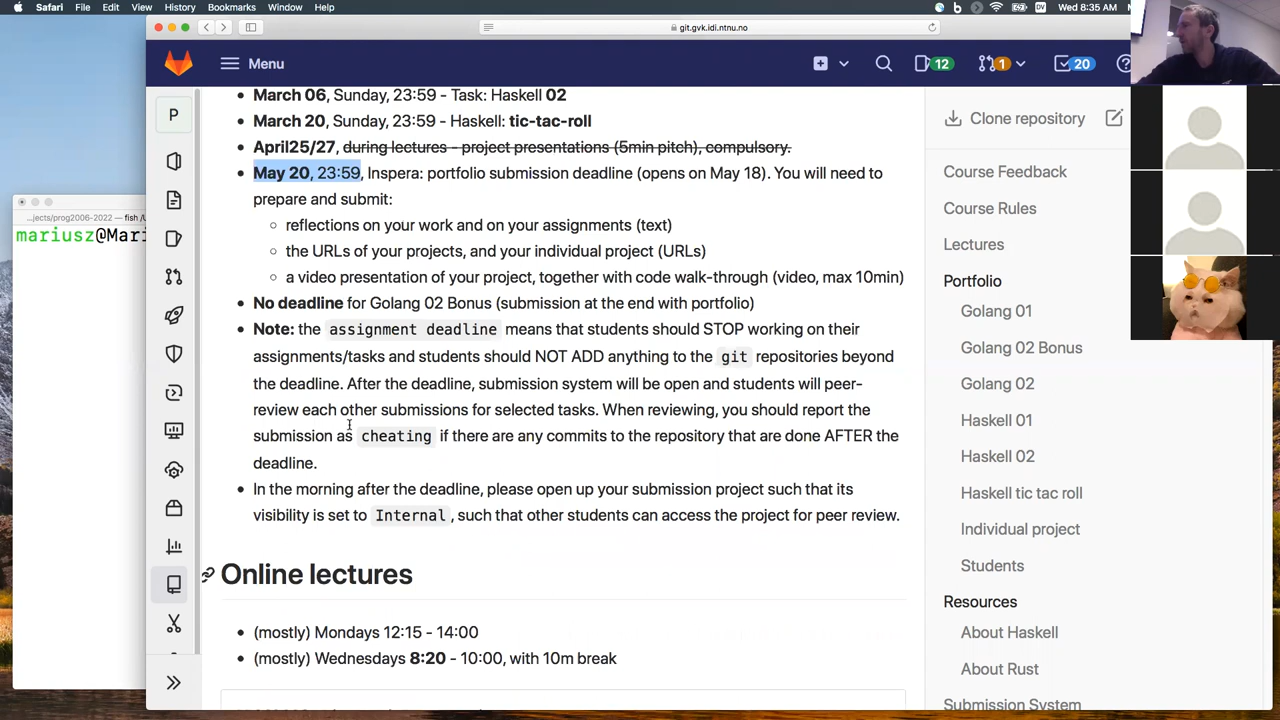 Safari File Edit View History Bookmarks Window Help
Wed 8:35 AM
git.gvk.idi.ntnu.no
Menu
12
1
20
mariusz
...jects/prog2006-2022 — fish /U
mariusz@Mari
P
March 06, Sunday, 23:59 - Task: Haskell 02
March 20, Sunday, 23:59 - Haskell: tic-tac-roll
April25/27, during lectures - project presentations (5min pitch), compulsory.
May 20, 23:59, Inspera: portfolio submission deadline (opens on May 18). You will need to
prepare and submit:
reflections on your work and on your assignments (text)
the URLs of your projects, and your individual project (URLs)
a video presentation of your project, together with code walk-through (video, max 10min)
No deadline for Golang 02 Bonus (submission at the end with portfolio)
Note: the assignment deadline means that students should STOP working on their
assignments/tasks and students should NOT ADD anything to the git repositories beyond
the deadline. After the deadline, submission system will be open and students will peer-
review each other submissions for selected tasks. When reviewing, you should report the
submission as cheating if there are any commits to the repository that are done AFTER the
deadline.
In the morning after the deadline, please open up your submission project such that its
visibility is set to Internal, such that other students can access the project for peer review.
Online lectures
(mostly) Mondays 12:15 - 14:00
(mostly) Wednesdays 8:20 - 10:00, with 10m break
Clone repository
Course Feedback
Course Rules
Lectures
Portfolio
Golang 01
Golang 02 Bonus
Golang 02
Haskell 01
Haskell 02
Haskell tic tac roll
Individual project
Students
Resources
About Haskell
About Rust
Submission System